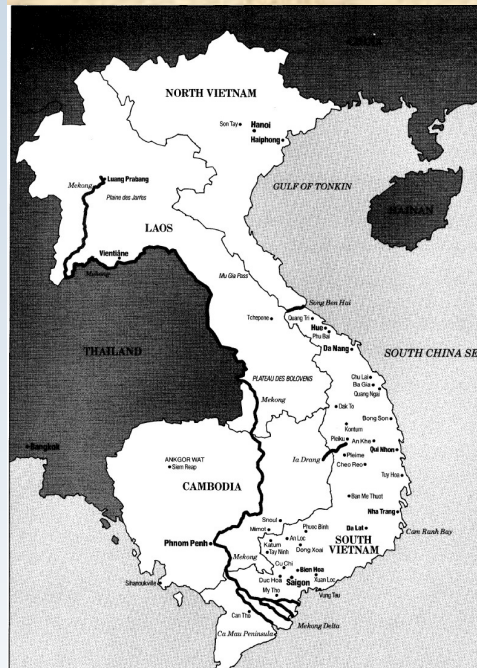 CHINA
NORTH VIETNAM
Son Tay
Hanoi
Haiphong
Mekong
Luang Prabang
Plaine des Jarres
GULF OF TONKIN
HAINAN
LAOS
Vientiane
Mekong
Mu Gia Pass
Song Ben Hai
Tchepone
Quang Tri
Hue
Phu Bai
Da Nang
THAILAND
SOUTH CHINA SE
PLATEAU DES BOLOVENS
Chu Lai
Ba Gia
Quang Ngai
Mekong
Dak To
Bong Son
Kontum
Bangkok
Pleiku
An Khe
ANKGOR WAT
Siem Reap
Ia Drang
Pleime
Qui Nhon
Cheo Reo
Tuy Hoa
CAMBODIA
Ban Me Thuot
Nha Trang
Snoul
Phuoc Binh
Mimot
An Loc
Da Lat
Cam Ranh Bay
Phnom Penh
Katum
Dong Xoai
SOUTH
VIETNAM
Mekong
Tay Ninh
Cu Chi
Bien Hoa
Sihanoukville
Duc Hoa
Saigon
Xuan Loc
My Tho
Vung Tau
Can Tho
Mekong Delta
Ca Mau Peninsula